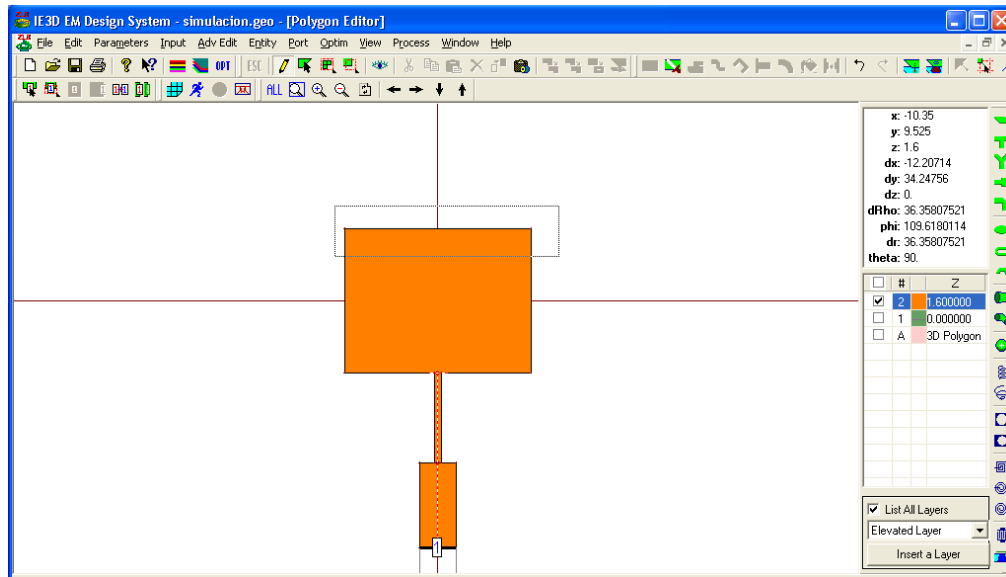 IE3D EM Design System - simulacion.geo - [Polygon Editor]
File Edit Parameters Input Adv Edit Entity Port Optim View Process Window Help
OPT ESC
ALL
x: -10.35
y: 9.525
z: 1.6
dx: -12.20714
dy: 34.24756
dz: 0.
dRho: 36.35807521
phi: 109.6180114
dr: 36.35807521
theta: 90.
# Z
2 1.600000
1 0.000000
A 3D Polygon
1
List All Layers
Elevated Layer
Insert a Layer